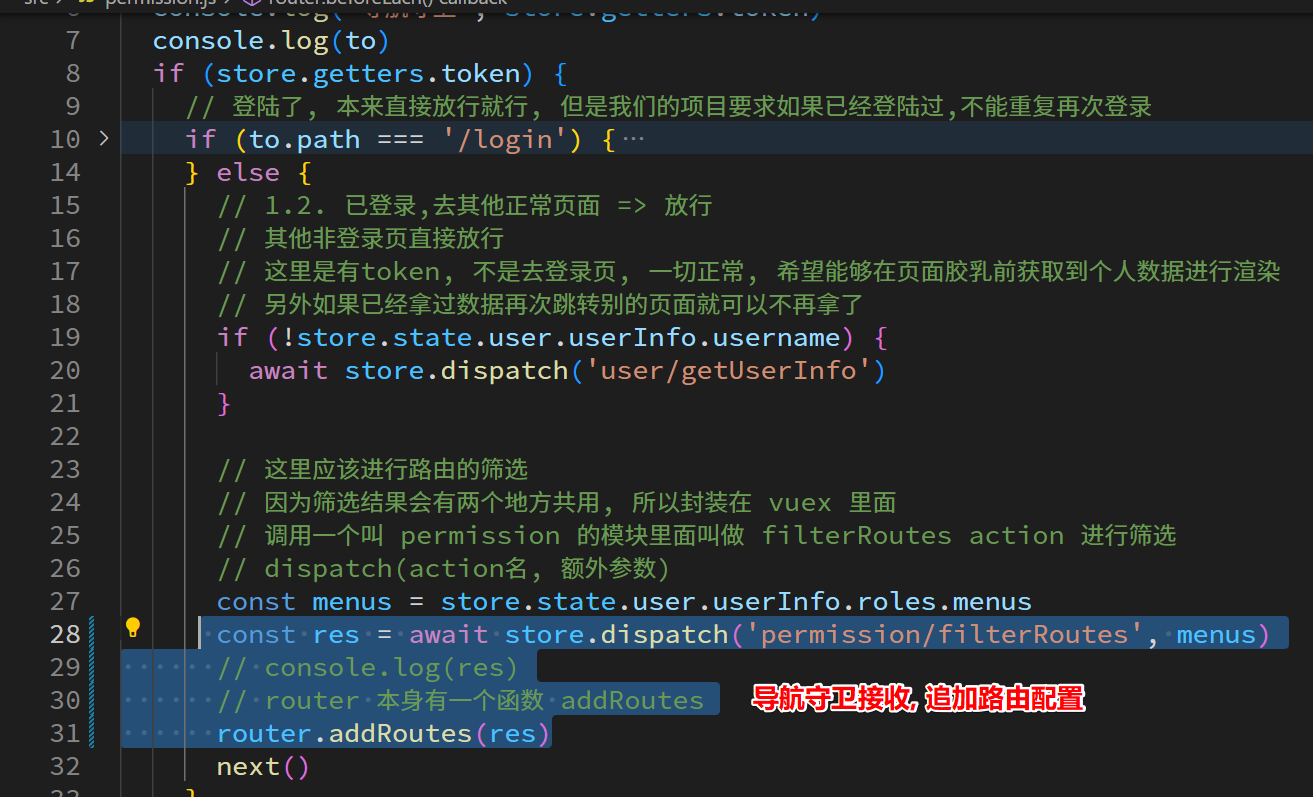 src > permission.js > router.beforeEach() callback
6 console.log('导航守卫', store.getters.token)
7 console.log(to)
8 if (store.getters.token) {
9 // 登陆了, 本来直接放行就行, 但是我们的项目要求如果已经登陆过,不能重复再次登录
10 > if (to.path === '/login') {…
14 } else {
15 // 1.2. 已登录,去其他正常页面 => 放行
16 // 其他非登录页直接放行
17 // 这里是有token, 不是去登录页, 一切正常, 希望能够在页面胶乳前获取到个人数据进行渲染
18 // 另外如果已经拿过数据再次跳转别的页面就可以不再拿了
19 if (!store.state.user.userInfo.username) {
20 await store.dispatch('user/getUserInfo')
21 }
22
23 // 这里应该进行路由的筛选
24 // 因为筛选结果会有两个地方共用, 所以封装在 vuex 里面
25 // 调用一个叫 permission 的模块里面叫做 filterRoutes action 进行筛选
26 // dispatch(action名, 额外参数)
27 const menus = store.state.user.userInfo.roles.menus
28 const res = await store.dispatch('permission/filterRoutes', menus)
29 // console.log(res)
30 // router 本身有一个函数 addRoutes 导航守卫接收, 追加路由配置
31 router.addRoutes(res)
32 next()
33 }